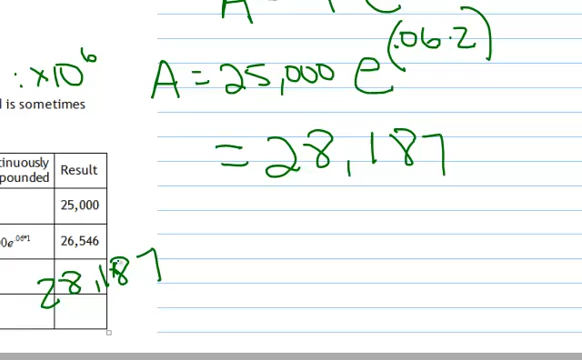 A = P e
A = 25,000 e^(.06·2)
: ×10^6
l is sometimes
= 28,187
tinuously Result
pounded
25,000
0e^.06*1 26,546
28,187